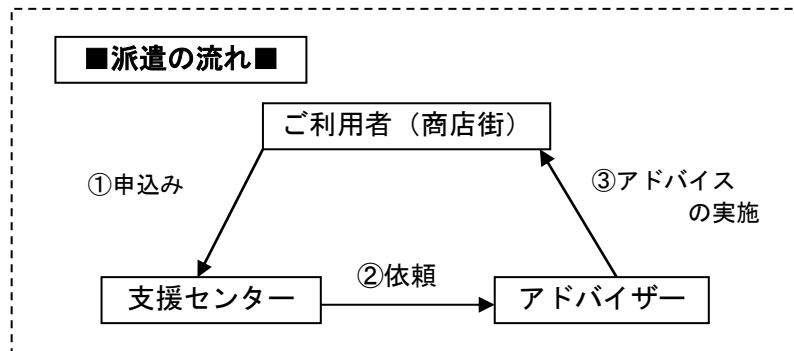 ■派遣の流れ■
ご利用者（商店街）
①申込み
③アドバイス
の実施
②依頼
支援センター
アドバイザー